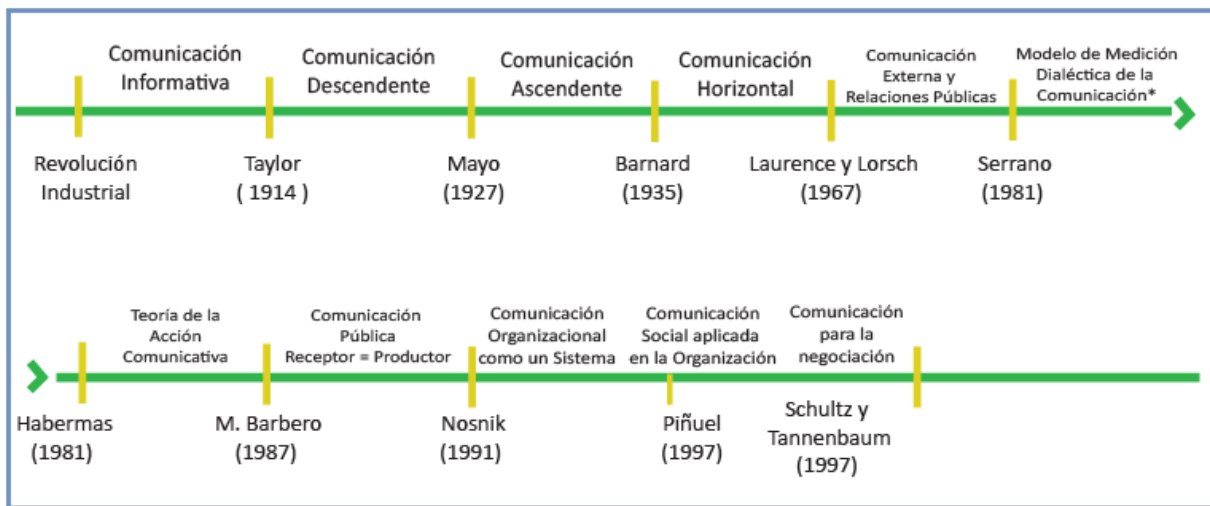 Comunicación
Informativa
Comunicación
Descendente
Comunicación
Ascendente
Comunicación
Horizontal
Comunicación
Externa y
Relaciones Públicas
Modelo de Medición
Dialéctica de la
Comunicación*
Revolución
Industrial
Taylor
( 1914 )
Mayo
(1927)
Barnard
(1935)
Laurence y Lorsch
(1967)
Serrano
(1981)
Teoría de la
Acción
Comunicativa
Comunicación
Pública
Receptor = Productor
Comunicación
Organizacional
como un Sistema
Comunicación
Social aplicada
en la Organización
Comunicación
para la
negociación
Habermas
(1981)
M. Barbero
(1987)
Nosnik
(1991)
Piñuel
(1997)
Schultz y
Tannenbaum
(1997)